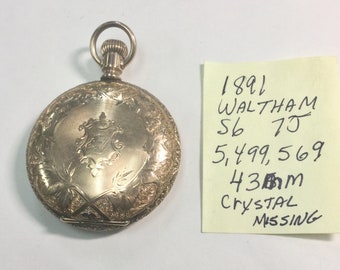 1891
WALTHAM
S6 7J
5,499,569
43mm
CRYSTAL
MISSING